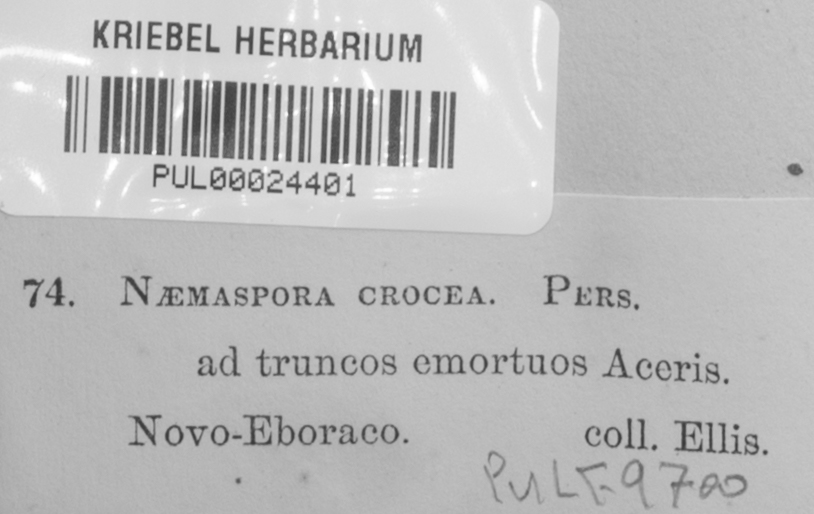 KRIEBEL HERBARIUM
PUL00024401
74. NÆMASPORA CROCEA. PERS.
ad truncos emortuos Aceris.
Novo-Eboraco. coll. Ellis.
PUL F9700